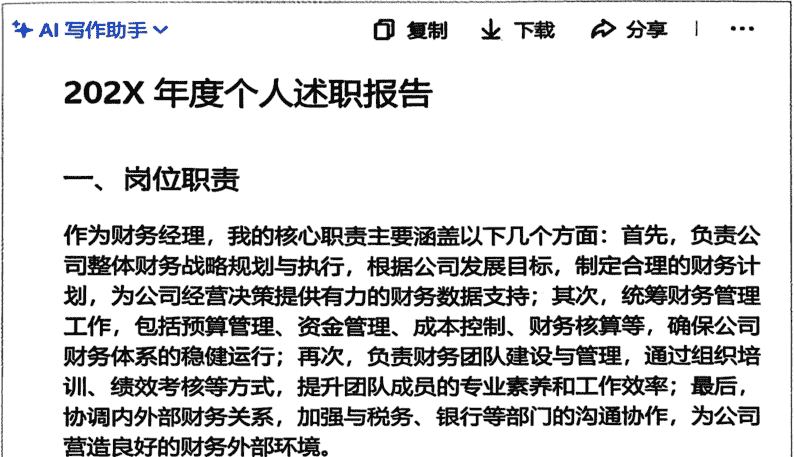 AI 写作助手 复制 下载 分享
202X 年度个人述职报告
一、岗位职责
作为财务经理，我的核心职责主要涵盖以下几个方面：首先，负责公
司整体财务战略规划与执行，根据公司发展目标，制定合理的财务计
划，为公司经营决策提供有力的财务数据支持；其次，统筹财务管理
工作，包括预算管理、资金管理、成本控制、财务核算等，确保公司
财务体系的稳健运行；再次，负责财务团队建设与管理，通过组织培
训、绩效考核等方式，提升团队成员的专业素养和工作效率；最后，
协调内外部财务关系，加强与税务、银行等部门的沟通协作，为公司
营造良好的财务外部环境。